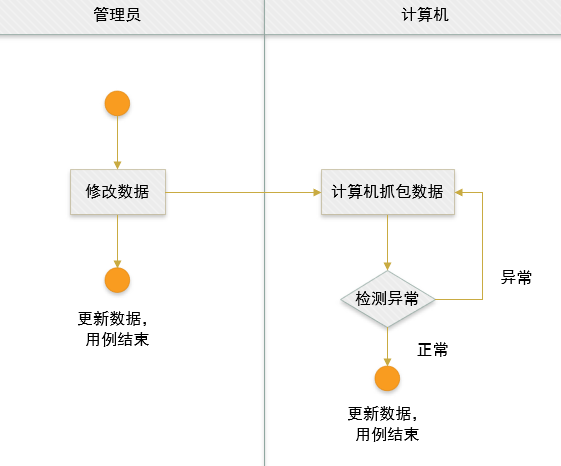 管理员
计算机
修改数据
计算机抓包数据
检测异常
异常
正常
更新数据，
用例结束
更新数据，
用例结束